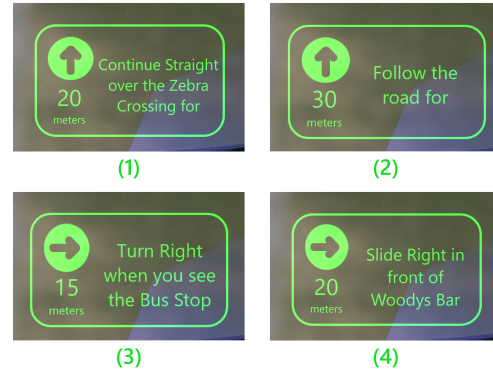 20
meters
Continue Straight
over the Zebra
Crossing for
(1)
30
meters
Follow the
road for
(2)
15
meters
Turn Right
when you see
the Bus Stop
(3)
20
meters
Slide Right in
front of
Woodys Bar
(4)